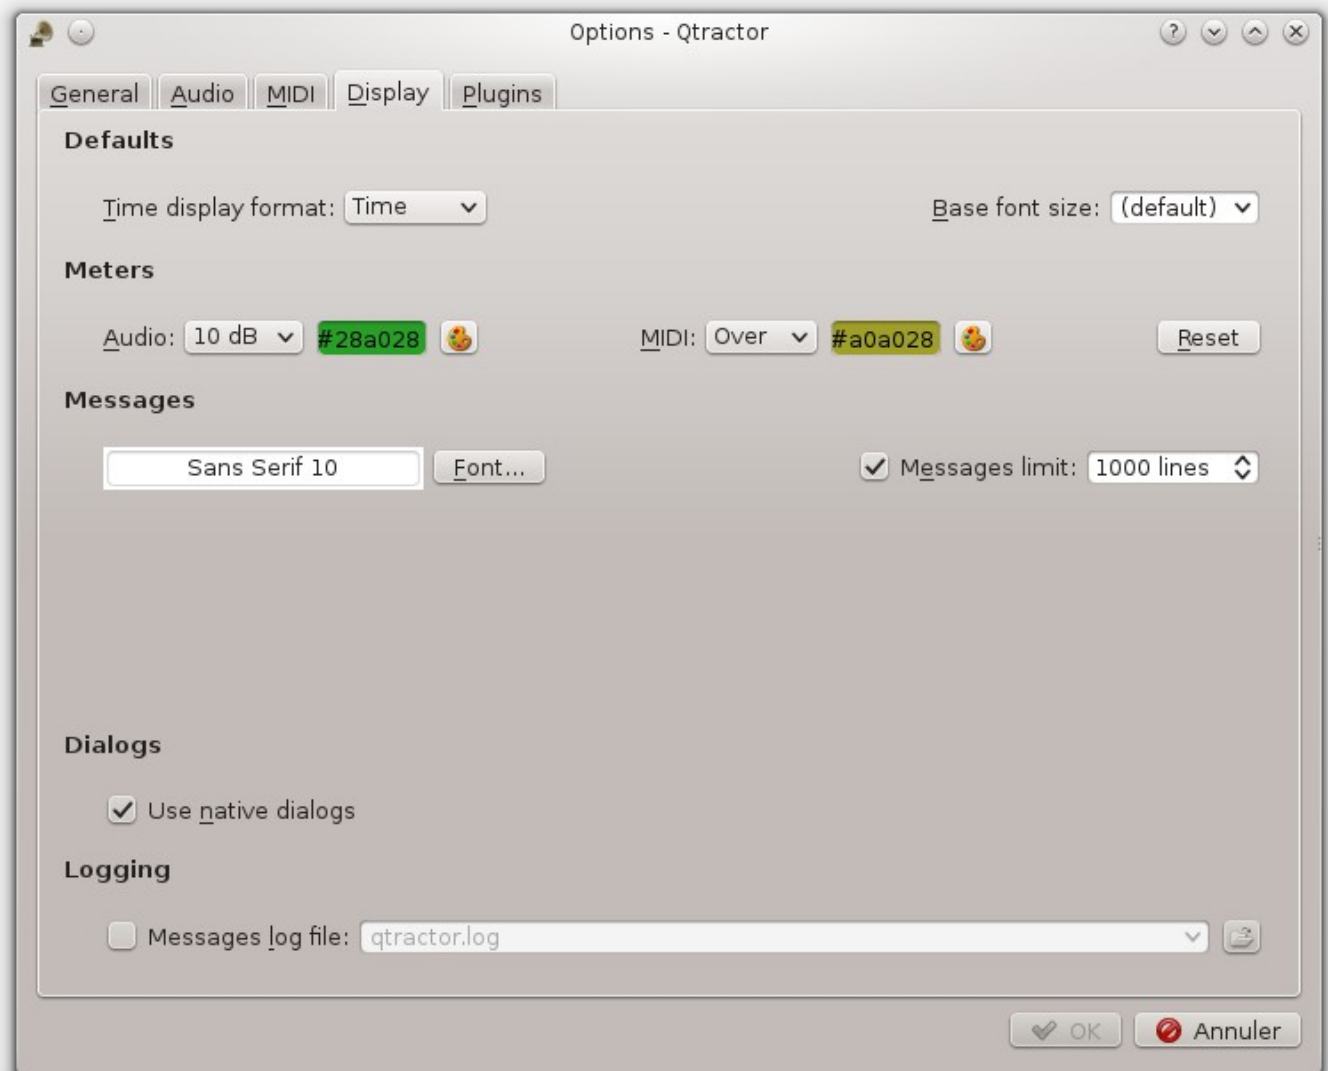 Options - Qtractor
General Audio MIDI Display Plugins
Defaults
Time display format: Time Base font size: (default)
Meters
Audio: 10 dB #28a028 MIDI: Over #a0a028 Reset
Messages
Sans Serif 10 Font... Messages limit: 1000 lines
Dialogs
Use native dialogs
Logging
Messages log file: qtractor.log
OK Annuler